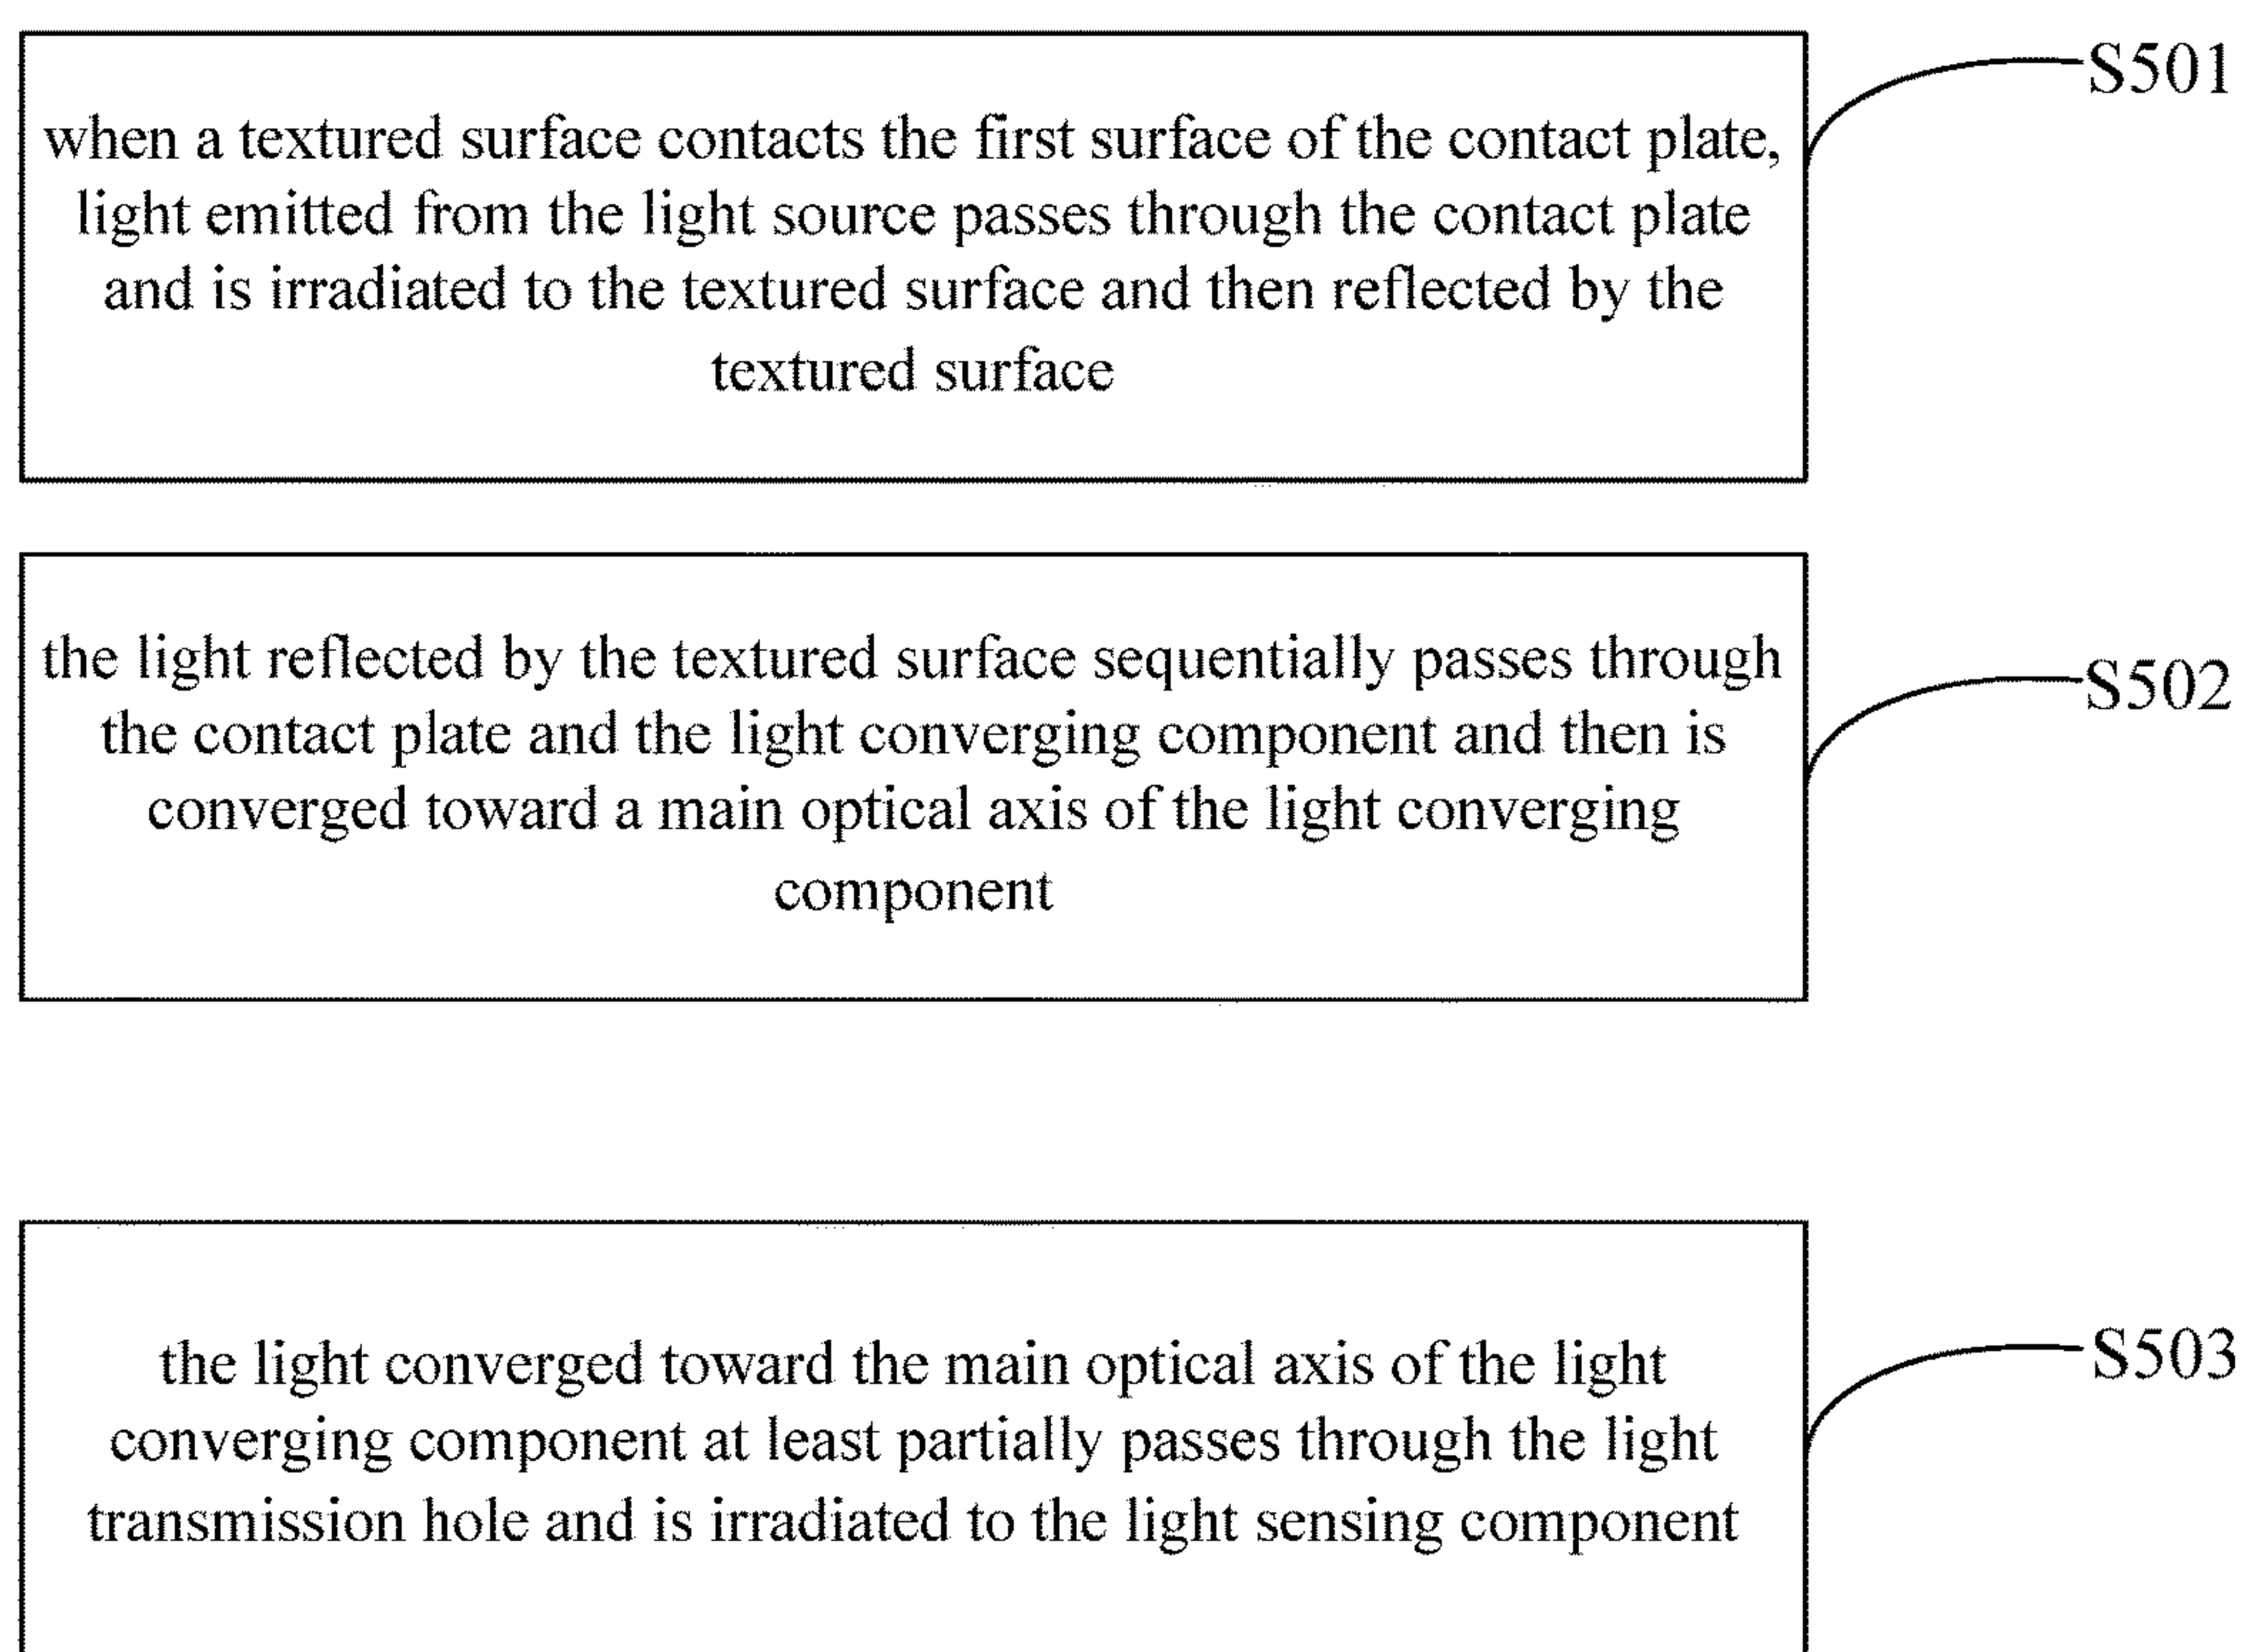 when a textured surface contacts the first surface of the contact plate,
light emitted from the light source passes through the contact plate
and is irradiated to the textured surface and then reflected by the
textured surface
S501
the light reflected by the textured surface sequentially passes through
the contact plate and the light converging component and then is
converged toward a main optical axis of the light converging
component
S502
the light converged toward the main optical axis of the light
converging component at least partially passes through the light
transmission hole and is irradiated to the light sensing component
S503